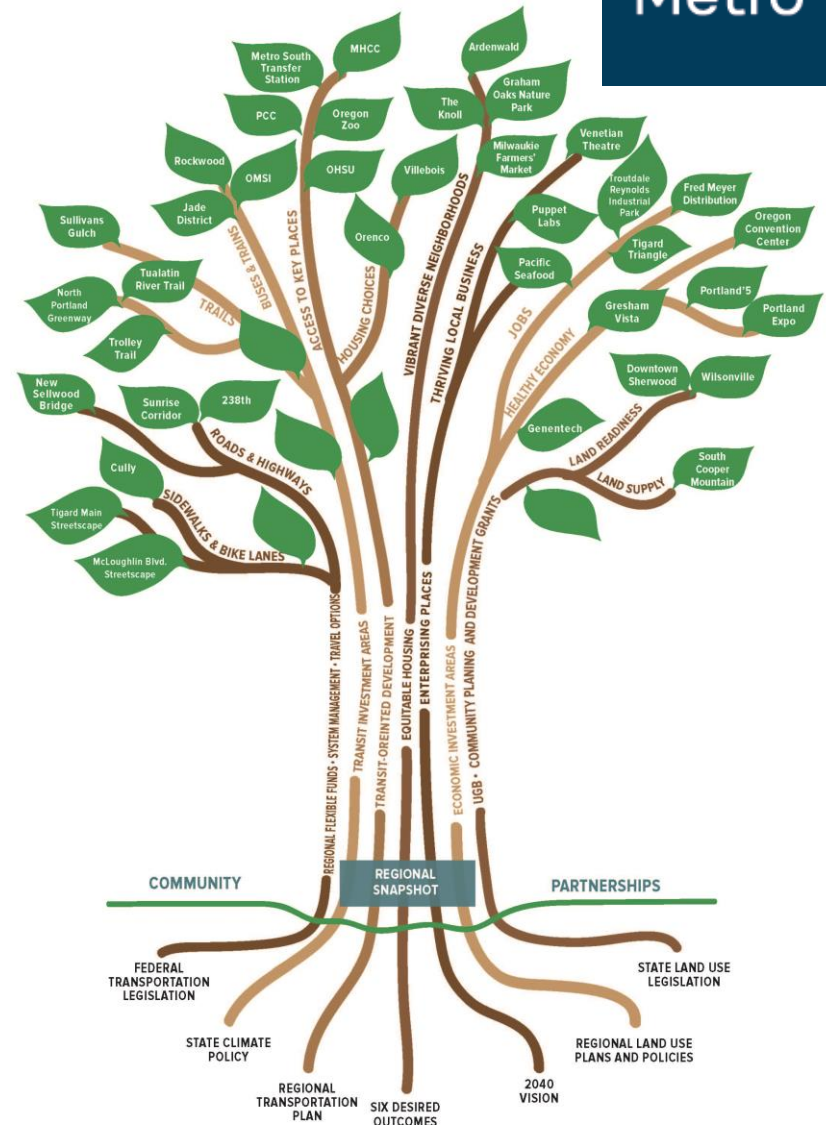 Metro
MHCC
Metro South
Transfer
Station
Ardenwald
Graham
Oaks Nature
Park
The
Knoll
PCC
Oregon
Zoo
Venetian
Theatre
Milwaukie
Farmers'
Market
Rockwood
OMSI
OHSU
Villebois
Troutdale
Reynolds
Industrial
Park
Fred Meyer
Distribution
Jade
District
Puppet
Labs
Sullivans
Gulch
Orenco
Oregon
Convention
Center
Tigard
Triangle
Pacific
Seafood
Tualatin
River Trail
North
Portland
Greenway
Trolley
Trail
Gresham
Vista
Portland'5
Portland
Expo
TRAILS
BUSES & TRAINS
ACCESS TO KEY PLACES
HOUSING CHOICES
VIBRANT DIVERSE NEIGHBORHOODS
THRIVING LOCAL BUSINESS
JOBS
HEALTHY ECONOMY
New
Sellwood
Bridge
Sunrise
Corridor
238th
Downtown
Sherwood
Wilsonville
Genentech
ROADS & HIGHWAYS
LAND READINESS
LAND SUPPLY
South
Cooper
Mountain
Cully
SIDEWALKS & BIKE LANES
Tigard Main
Streetscape
McLoughlin Blvd.
Streetscape
REGIONAL FLEXIBLE FUNDS • SYSTEM MANAGEMENT • TRAVEL OPTIONS
TRANSIT INVESTMENT AREAS
TRANSIT-OREINTED DEVELOPMENT
EQUITABLE HOUSING
ENTERPRISING PLACES
ECONOMIC INVESTMENT AREAS
UGB • COMMUNITY PLANING AND DEVELOPMENT GRANTS
COMMUNITY
REGIONAL
SNAPSHOT
PARTNERSHIPS
FEDERAL
TRANSPORTATION
LEGISLATION
STATE LAND USE
LEGISLATION
STATE CLIMATE
POLICY
REGIONAL LAND USE
PLANS AND POLICIES
REGIONAL
TRANSPORTATION
PLAN
SIX DESIRED
OUTCOMES
2040
VISION